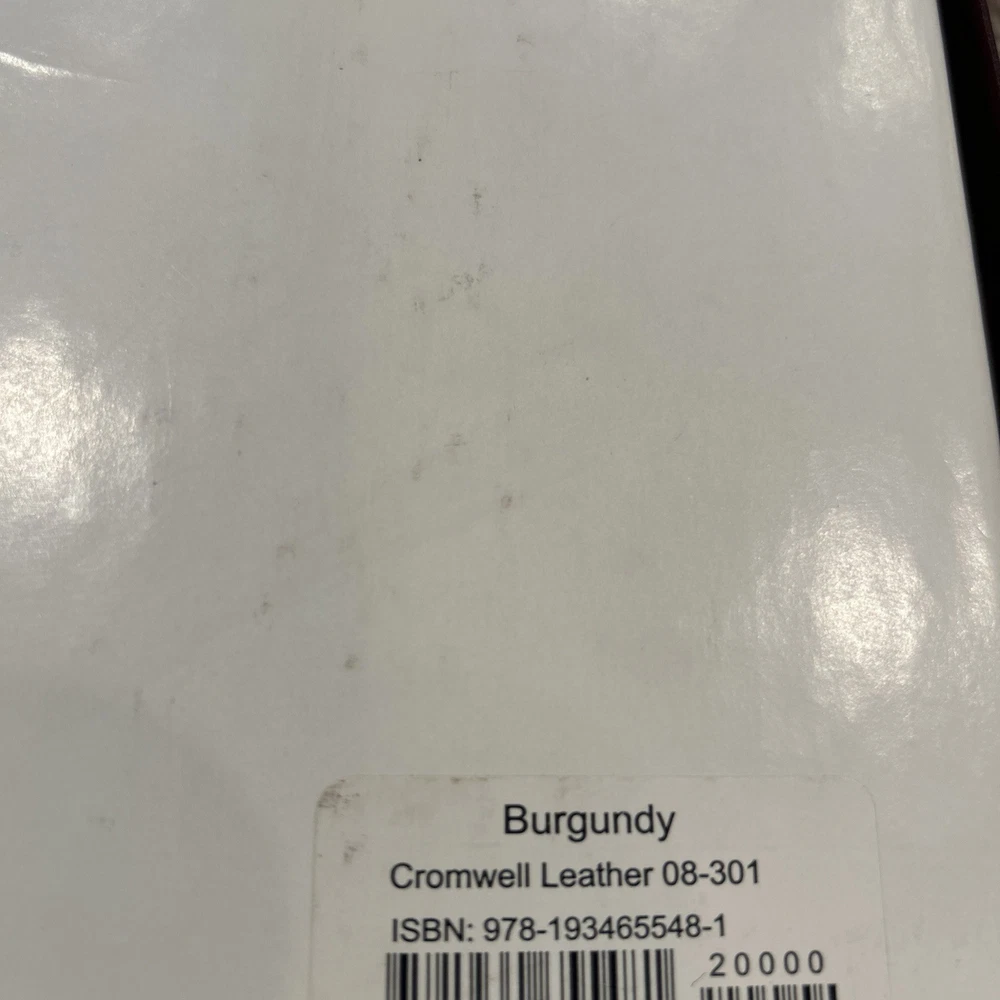 Burgundy
Cromwell Leather 08-301
ISBN: 978-193465548-1
20000